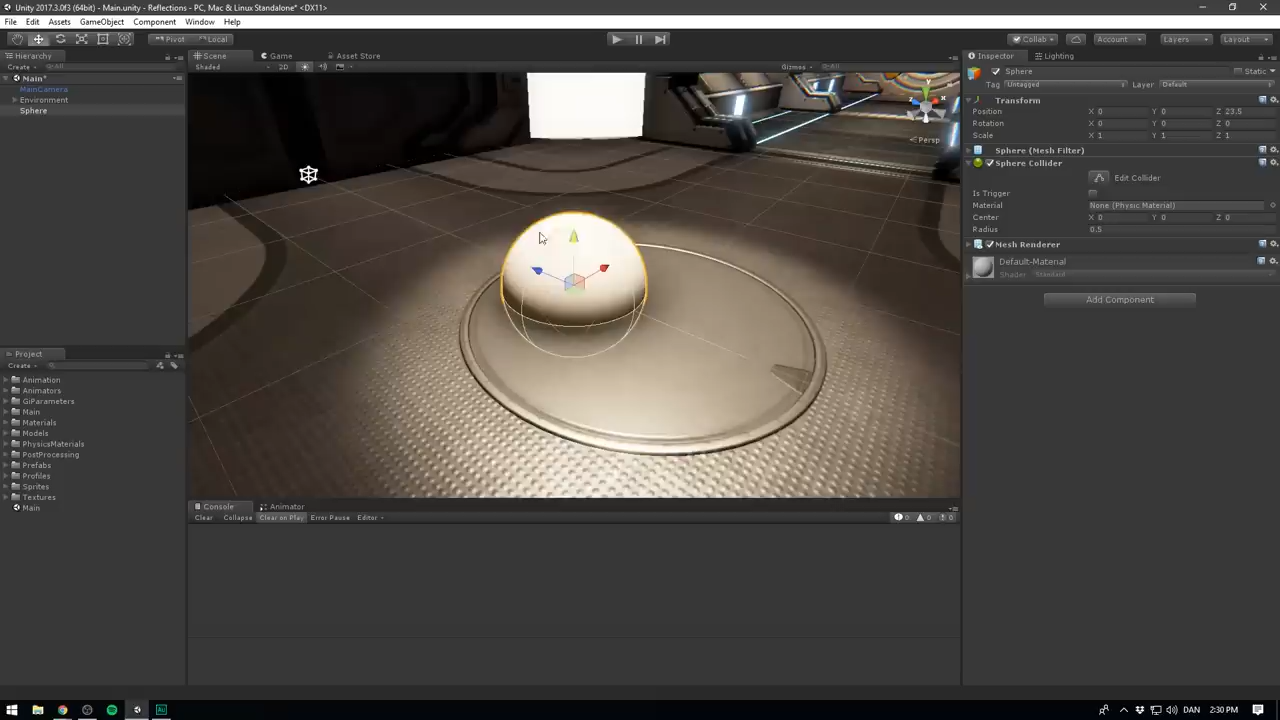 Unity 2017.3.0f3 (64bit) - Main.unity - Reflections - PC, Mac & Linux Standalone* <DX11>
File Edit Assets GameObject Component Window Help
Pivot Local Collab Account Layers Layout
Hierarchy Scene Game Asset Store Inspector Lighting
Create All Shaded 2D Gizmos All Sphere Static
Main* Tag Untagged Layer Default
MainCamera
Environment Transform
Sphere Position X 0 Y 0 Z 23.5
Rotation X 0 Y 0 Z 0
Scale X 1 Y 1 Z 1
Persp
Sphere (Mesh Filter)
Sphere Collider
Edit Collider
Is Trigger
Material None (Physic Material)
Center X 0 Y 0 Z 0
Radius 0.5
Mesh Renderer
Default-Material
Shader Standard
Add Component
Project
Create
Animation
Animators
GiParameters
Main
Materials
Models
PhysicsMaterials
PostProcessing
Prefabs
Profiles
Sprites
Textures
Main
Console Animator
Clear Collapse Clear on Play Error Pause Editor 0 0 0
Au DAN 2:30 PM